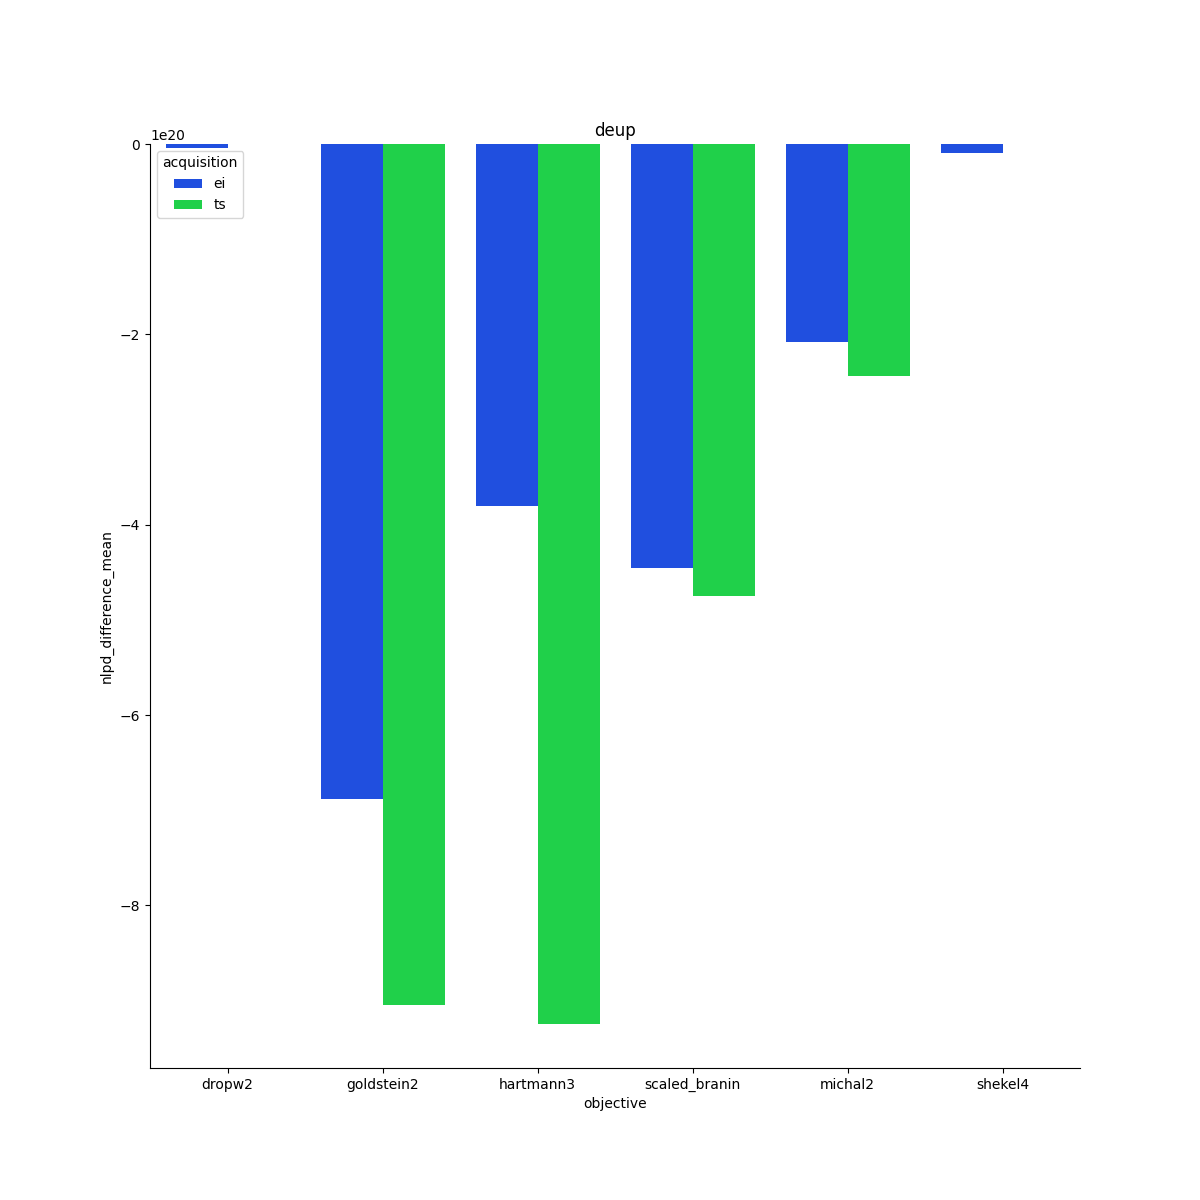 deup
1e20
0
−2
−4
−6
−8
nlpd_difference_mean
acquisition
ei
ts
dropw2
goldstein2
hartmann3
scaled_branin
michal2
shekel4
objective